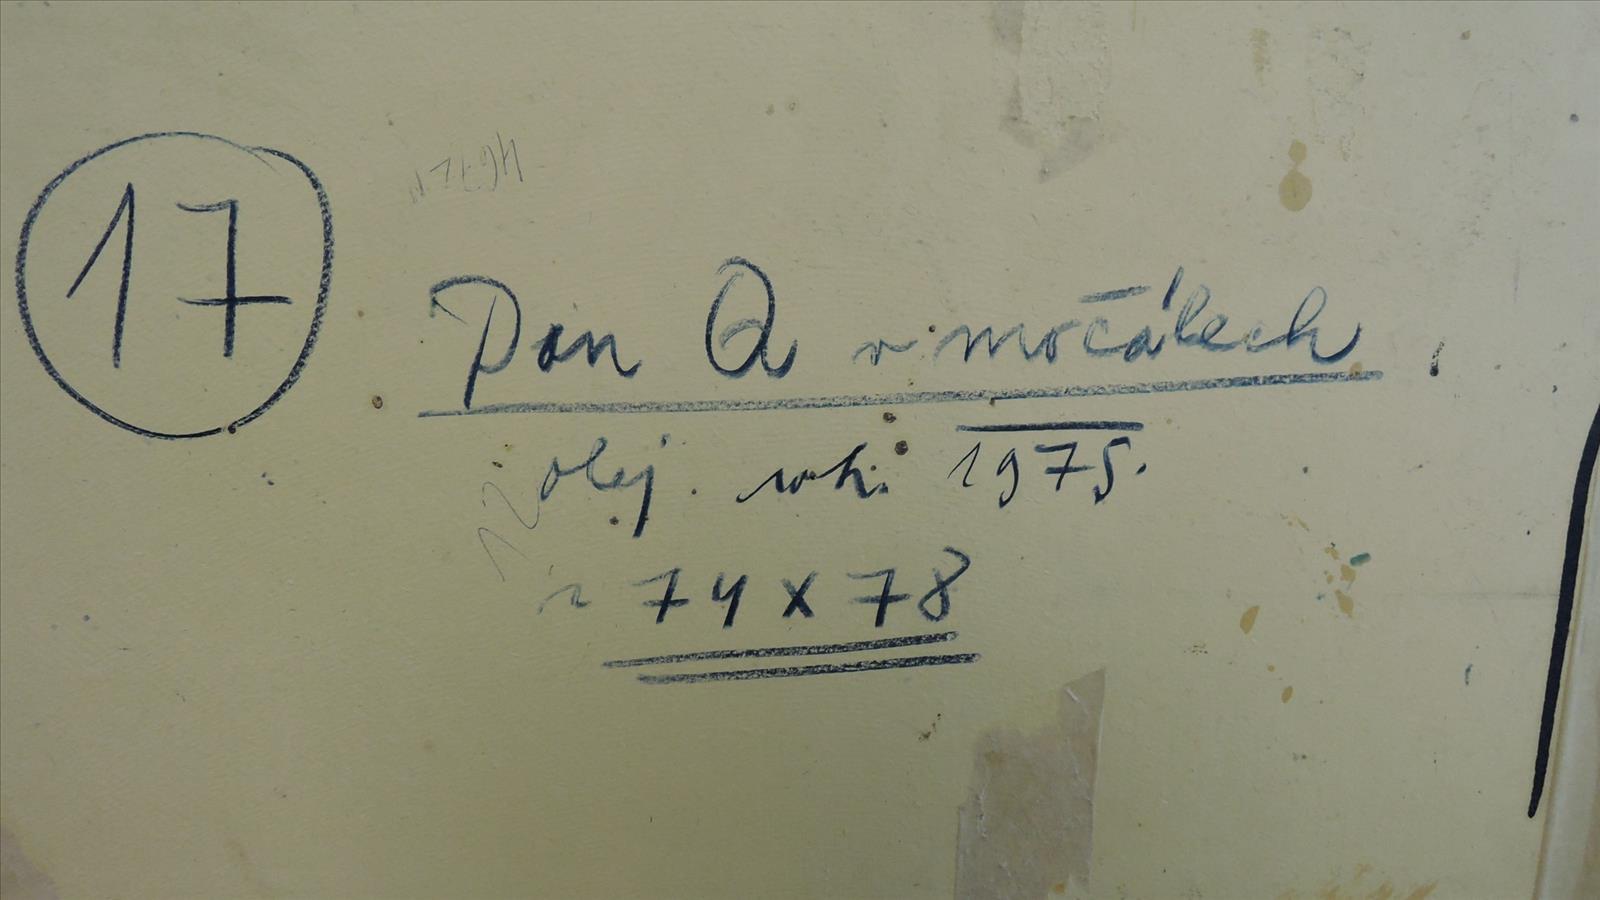 17
Pan Q v močálech
olej. rok: 1975.
74 x 78